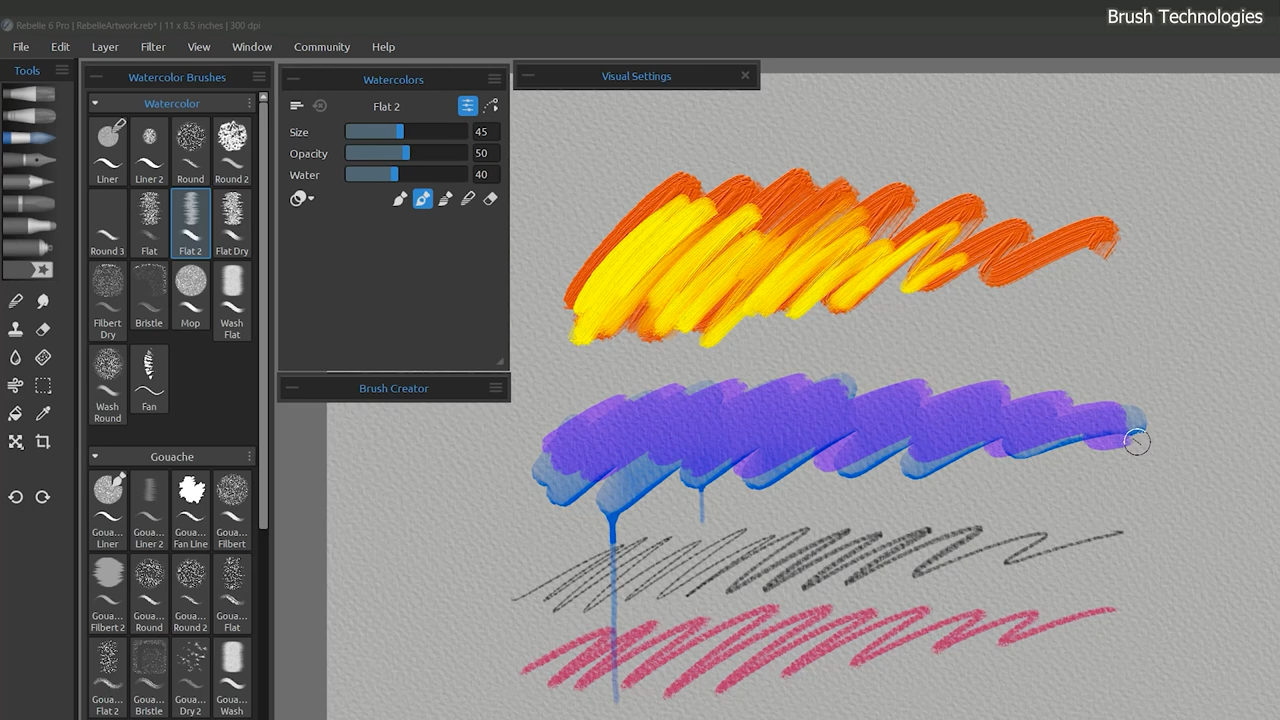 Brush Technologies
Rebelle 6 Pro | RebelleArtwork.reb* | 11 x 8.5 inches | 300 dpi
File Edit Layer Filter View Window Community Help
Tools
Watercolor Brushes
Watercolor
Liner Liner 2 Round Round 2
Round 3 Flat Flat 2 Flat Dry
Filbert Dry Bristle Mop Wash Flat
Wash Round Fan
Gouache
Goua... Liner Goua... Liner 2 Goua... Fan Line Goua... Filbert
Goua... Filbert 2 Goua... Round Goua... Round 2 Goua... Flat
Goua... Flat 2 Goua... Bristle Goua... Dry 2 Goua... Wash
Watercolors
Flat 2
Size 45
Opacity 50
Water 40
Brush Creator
Visual Settings